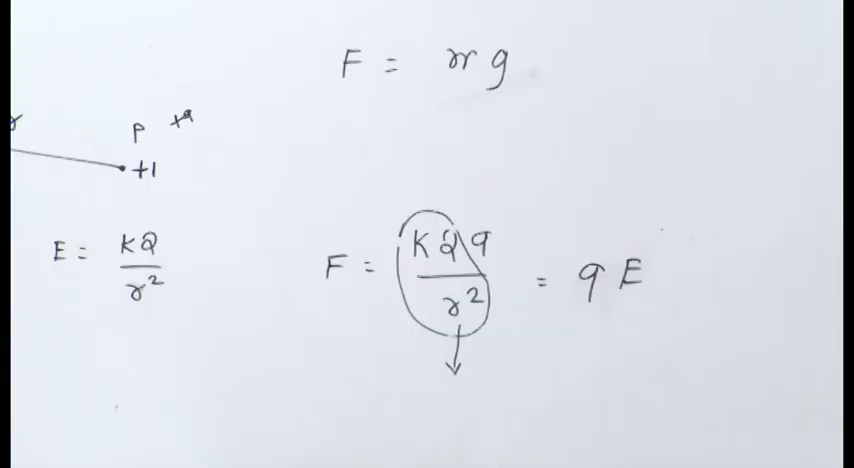 F = mg
r
P +q
+1
E = kQ/r²
F = kQq/r² = qE